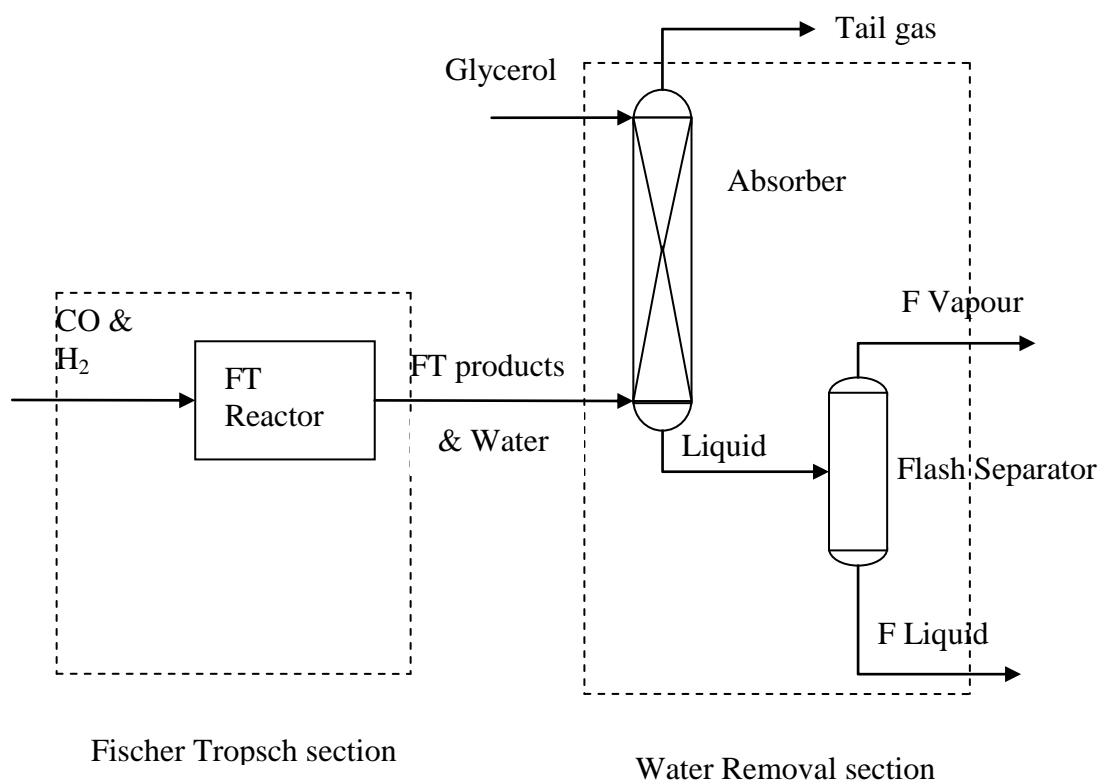 Tail gas
Glycerol
Absorber
CO &
H₂
FT
Reactor
FT products
& Water
Liquid
F Vapour
Flash Separator
F Liquid
Fischer Tropsch section
Water Removal section